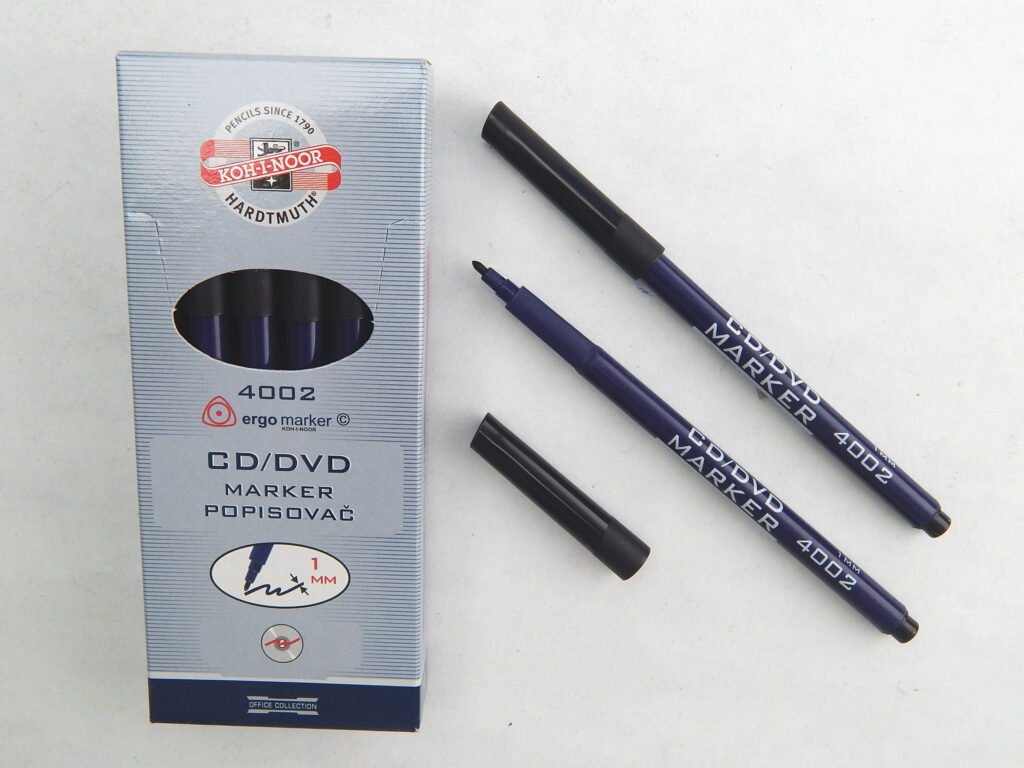 PENCILS SINCE 1790
KOH-I-NOOR®
HARDTMUTH®
4002
ergo marker ©
KOH-I-NOOR
CD/DVD
MARKER
POPISOVAČ
1
MM
OFFICE COLLECTION
CD/DVD
MARKER 4002
1 MM
CD/DVD
MARKER 4002
1 MM